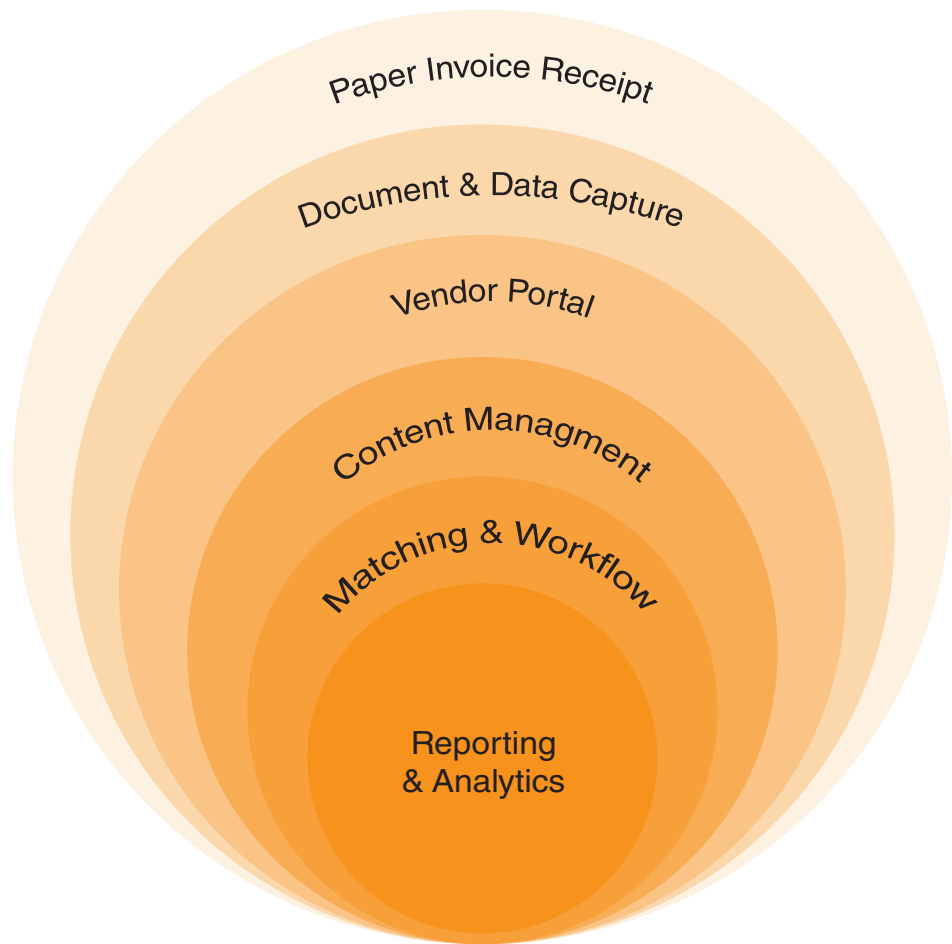 Paper Invoice Receipt
Document & Data Capture
Vendor Portal
Content Managment
Matching & Workflow
Reporting
& Analytics